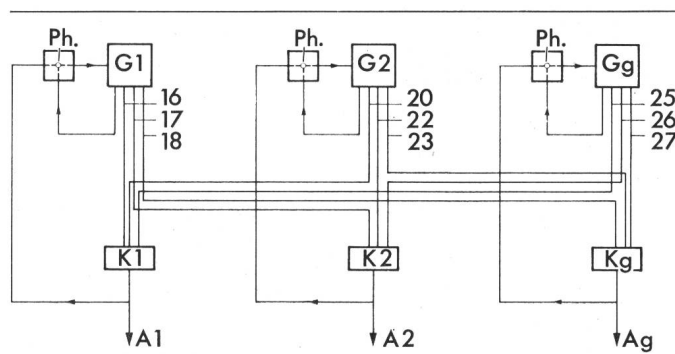 Ph. Ph. Ph.
G1 G2 Gg
16 20 25
17 22 26
18 23 27
K1 K2 Kg
A1 A2 Ag